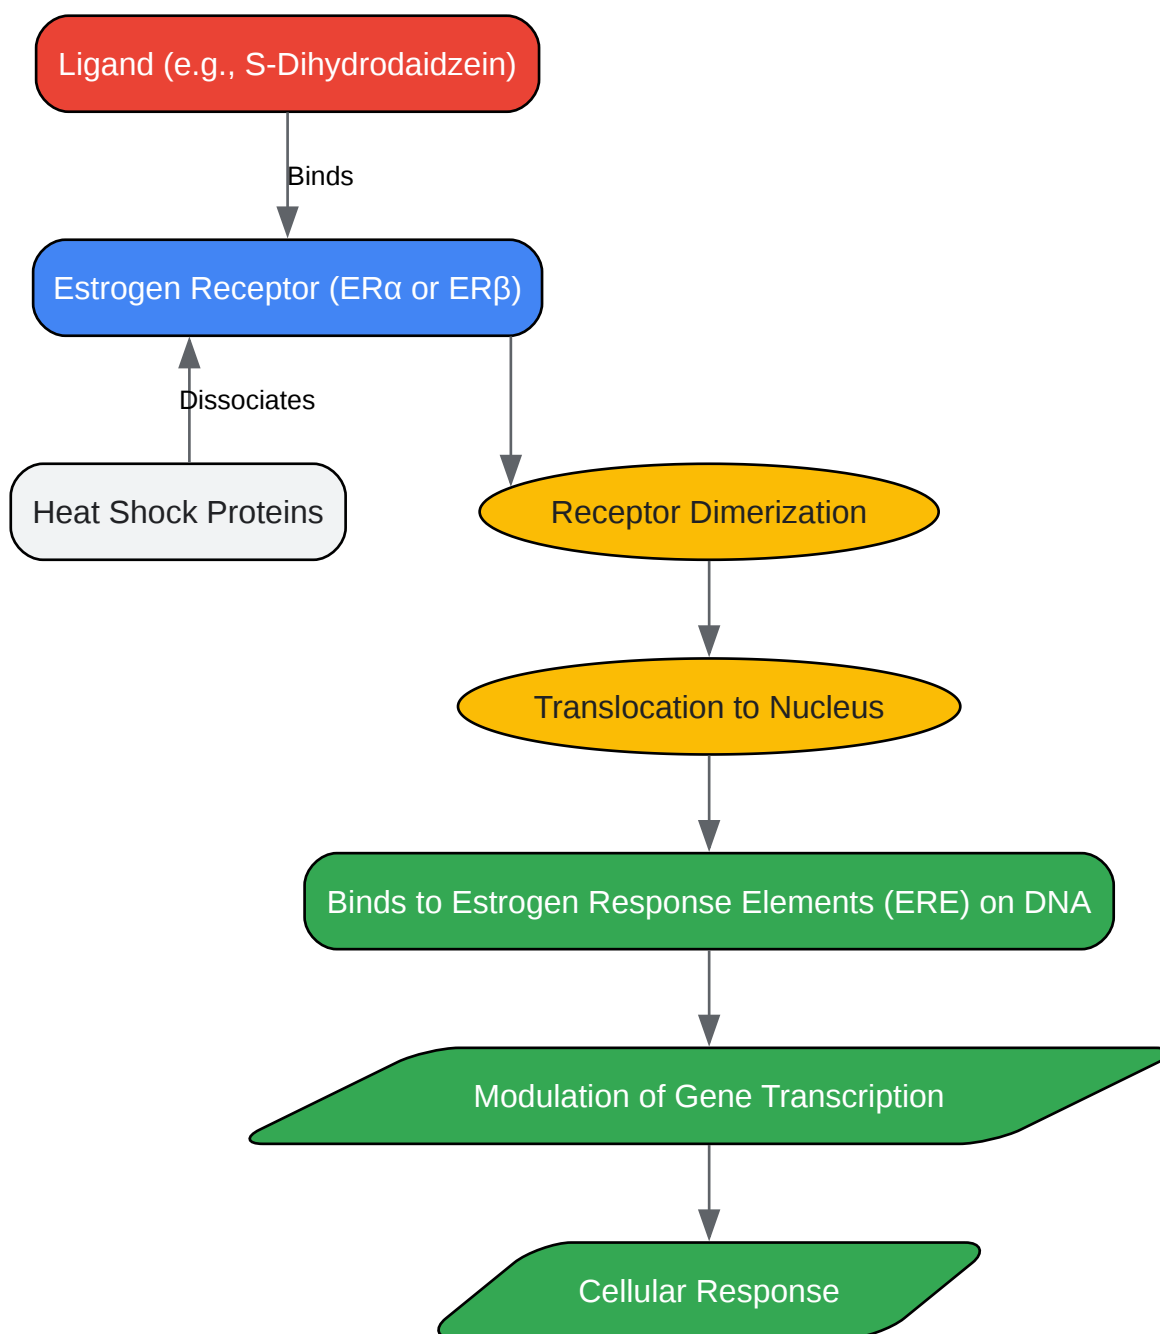 Ligand (e.g., S-Dihydrodaidzein)
Binds
Estrogen Receptor (ERα or ERβ)
Dissociates
Heat Shock Proteins
Receptor Dimerization
Translocation to Nucleus
Binds to Estrogen Response Elements (ERE) on DNA
Modulation of Gene Transcription
Cellular Response